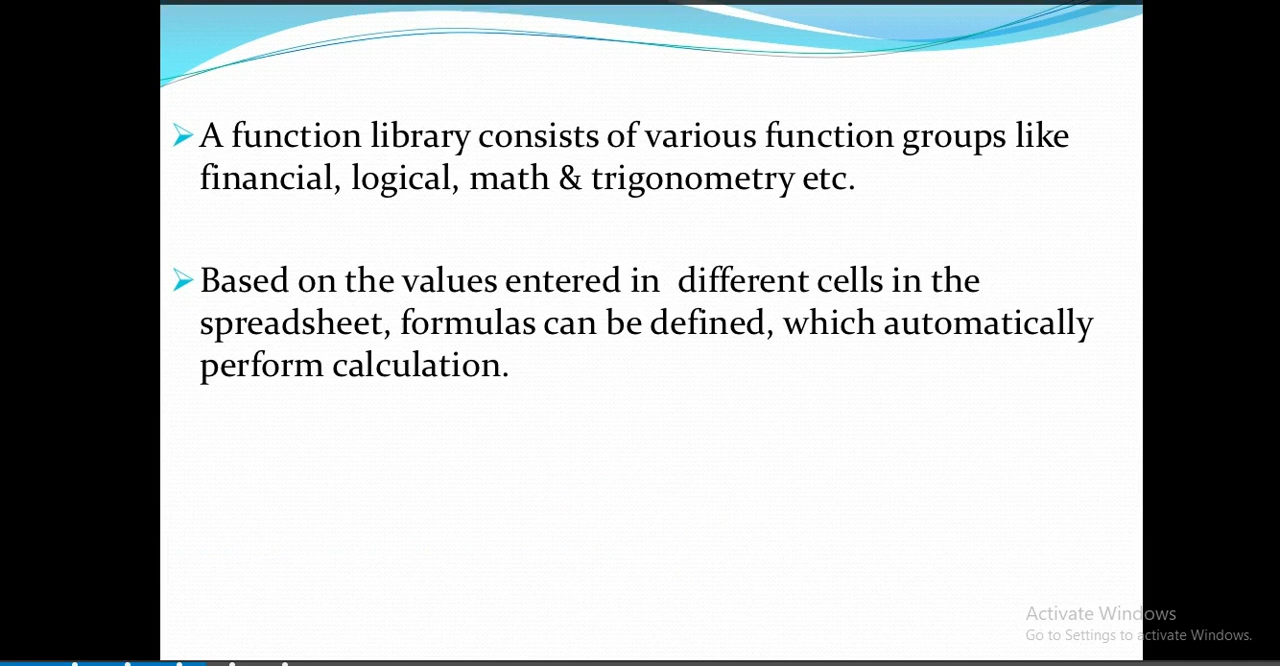 A function library consists of various function groups like
financial, logical, math & trigonometry etc.
Based on the values entered in  different cells in the
spreadsheet, formulas can be defined, which automatically
perform calculation.
Activate Windows
Go to Settings to activate Windows.